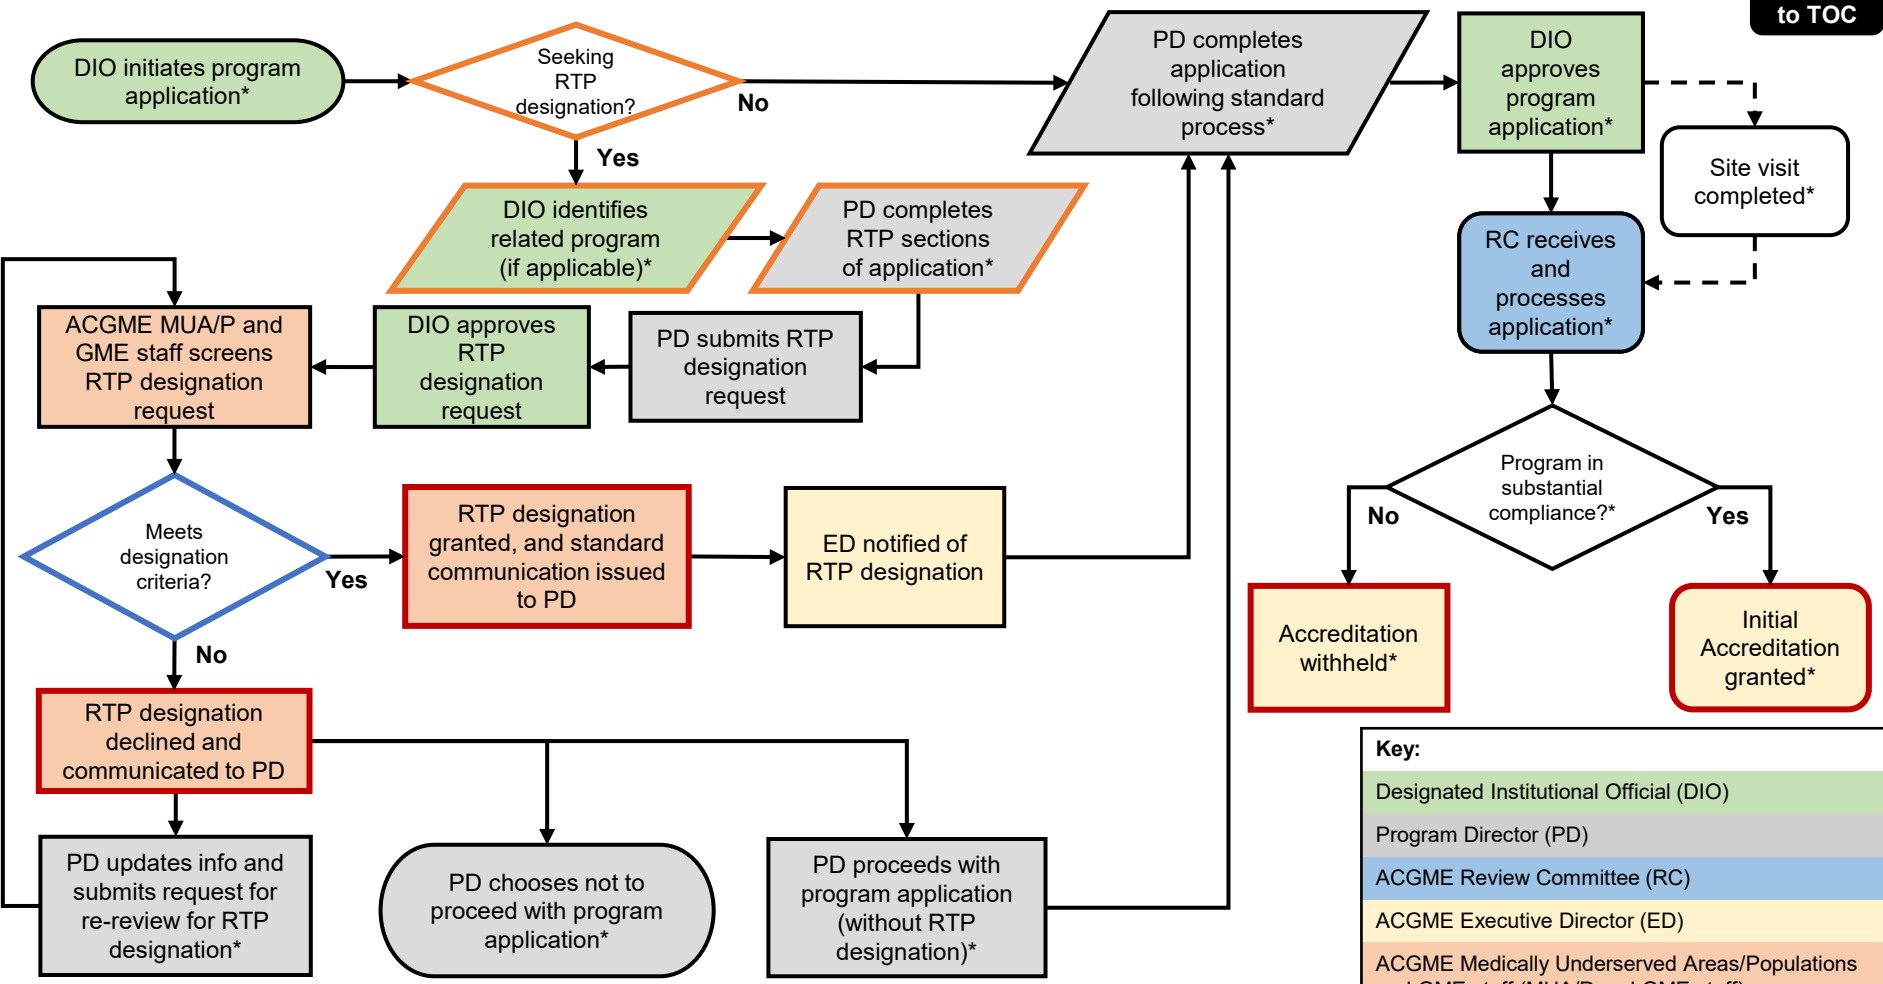 to TOC
DIO initiates program
application*
Seeking
RTP
designation?
No
Yes
PD completes
application
following standard
process*
DIO
approves
program
application*
Site visit
completed*
DIO identifies
related program
(if applicable)*
PD completes
RTP sections
of application*
RC receives
and
processes
application*
ACGME MUA/P and
GME staff screens
RTP designation
request
DIO approves
RTP
designation
request
PD submits RTP
designation
request
Program in
substantial
compliance?*
No
Yes
Meets
designation
criteria?
Yes
No
RTP designation
granted, and standard
communication issued
to PD
ED notified of
RTP designation
Accreditation
withheld*
Initial
Accreditation
granted*
RTP designation
declined and
communicated to PD
PD updates info and
submits request for
re-review for RTP
designation*
PD chooses not to
proceed with program
application*
PD proceeds with
program application
(without RTP
designation)*
Key:
Designated Institutional Official (DIO)
Program Director (PD)
ACGME Review Committee (RC)
ACGME Executive Director (ED)
ACGME Medically Underserved Areas/Populations
and GME staff (MUA/P and GME staff)